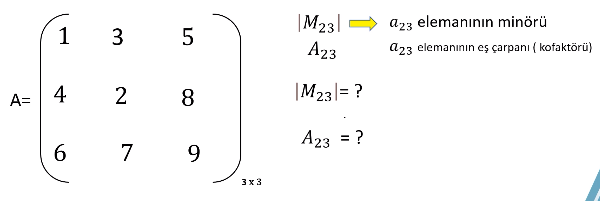 A=
1 3 5
4 2 8
6 7 9
3 x 3
|M₂₃| a₂₃ elemanının minörü
A₂₃ a₂₃ elemanının eş çarpanı ( kofaktörü)
|M₂₃|= ?
A₂₃ = ?